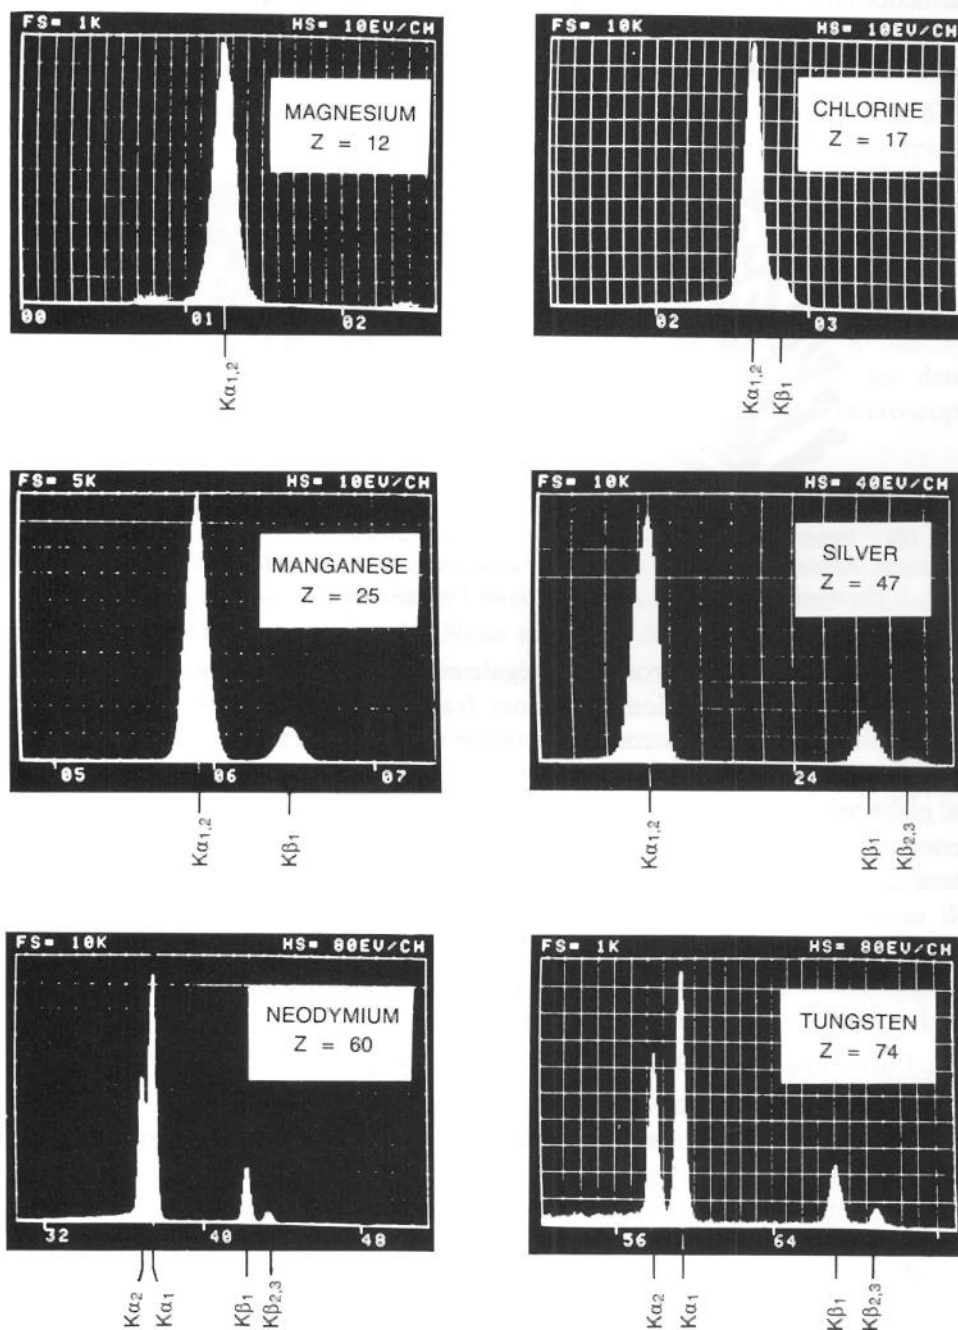 FS= 1K HS= 10EV/CH
MAGNESIUM
Z = 12
00 01 02
Kα1,2
FS= 10K HS= 10EV/CH
CHLORINE
Z = 17
02 03
Kα1,2 Kβ1
FS= 5K HS= 10EV/CH
MANGANESE
Z = 25
05 06 07
Kα1,2 Kβ1
FS= 10K HS= 40EV/CH
SILVER
Z = 47
24
Kα1,2 Kβ1 Kβ2,3
FS= 10K HS= 80EV/CH
NEODYMIUM
Z = 60
32 40 48
Kα2 Kα1 Kβ1 Kβ2,3
FS= 1K HS= 80EV/CH
TUNGSTEN
Z = 74
56 64
Kα2 Kα1 Kβ1 Kβ2,3